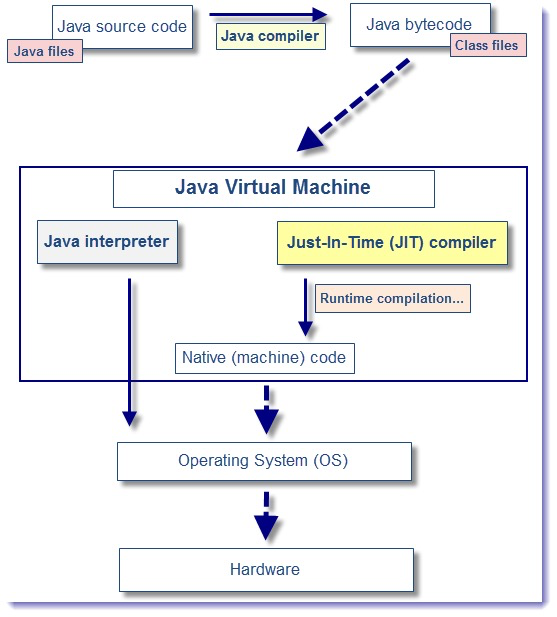 Java source code
Java files
Java compiler
Java bytecode
Class files
Java Virtual Machine
Java interpreter
Just-In-Time (JIT) compiler
Runtime compilation...
Native (machine) code
Operating System (OS)
Hardware